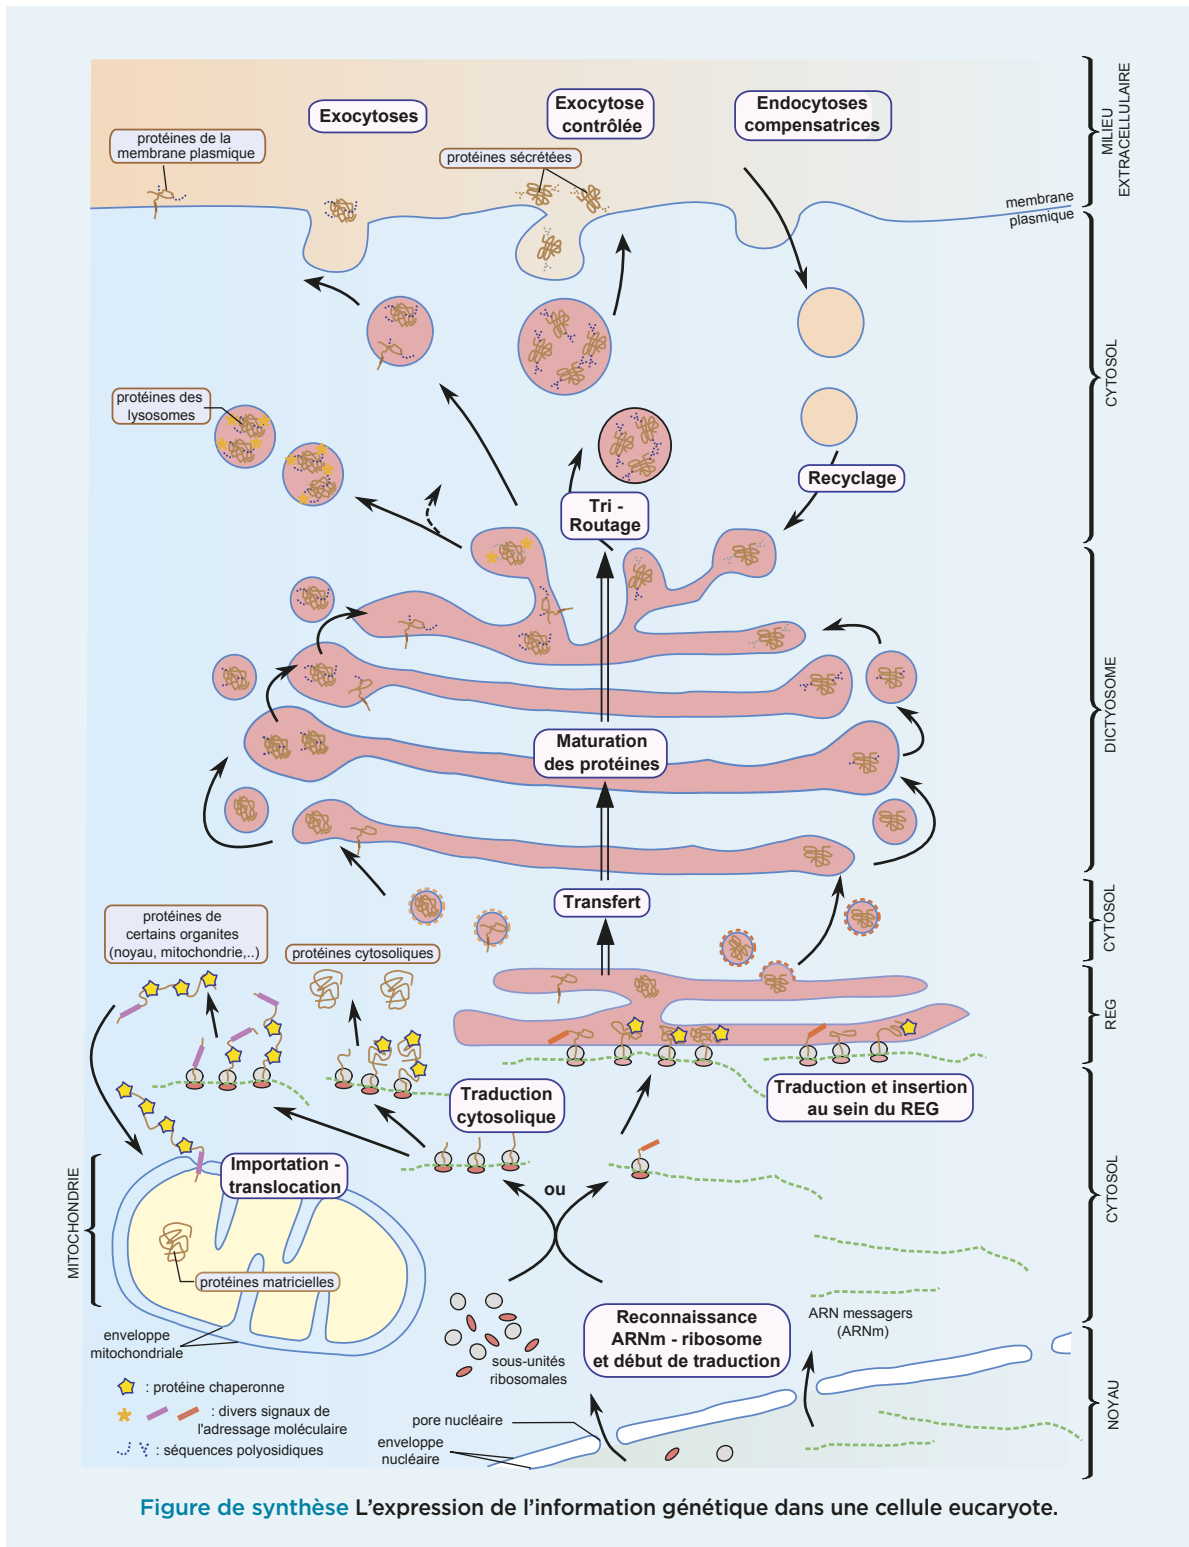 Exocytoses
Exocytose
contrôlée
Endocytoses
compensatrices
MILIEU
EXTRACELLULAIRE
protéines de la
membrane plasmique
protéines sécrétées
membrane
plasmique
CYTOSOL
protéines des
lysosomes
Recyclage
Tri -
Routage
DICTYOSOME
Maturation
des protéines
Transfert
CYTOSOL
protéines de
certains organites
(noyau, mitochondrie,..)
protéines cytosoliques
REG
Traduction
cytosolique
Traduction et insertion
au sein du REG
CYTOSOL
MITOCHONDRIE
Importation -
translocation
ou
protéines matricielles
Reconnaissance
ARNm - ribosome
et début de traduction
ARN messagers
(ARNm)
enveloppe
mitochondriale
sous-unités
ribosomales
NOYAU
: protéine chaperonne
: divers signaux de
l'adressage moléculaire
: séquences polyosidiques
pore nucléaire
enveloppe
nucléaire
Figure de synthèse L’expression de l’information génétique dans une cellule eucaryote.